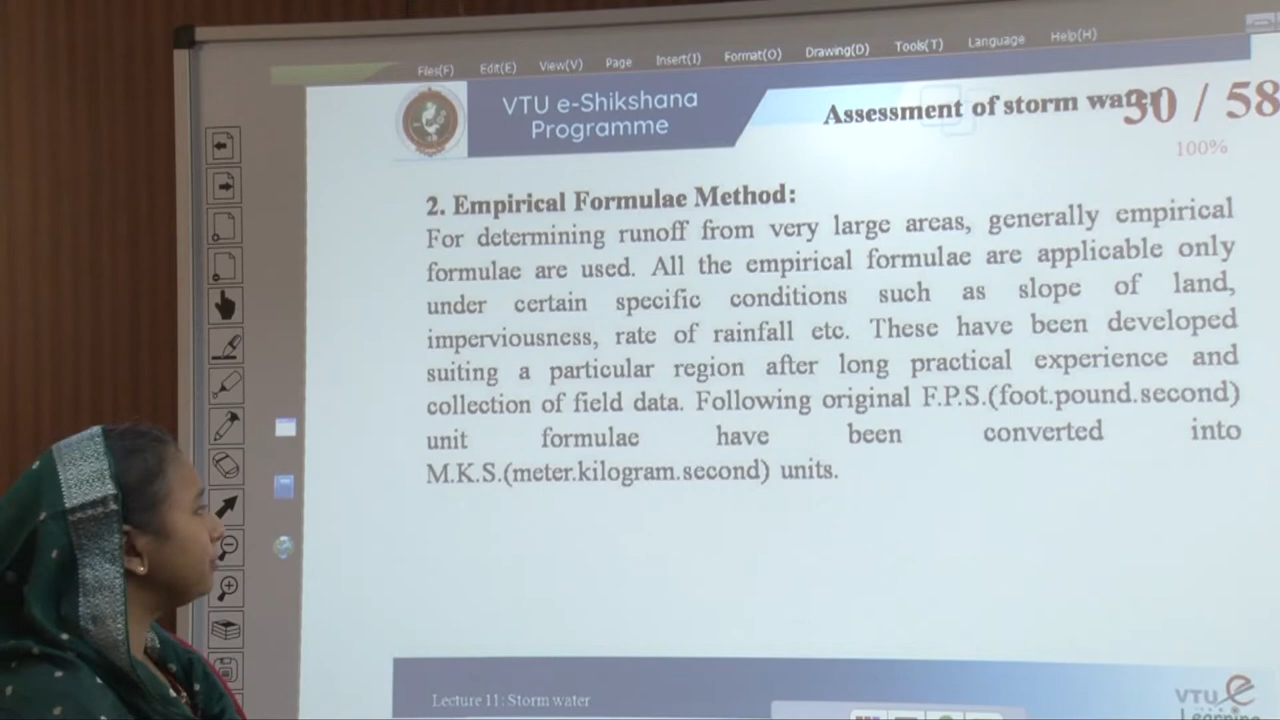 Files(F) Edit(E) View(V) Page Insert(I) Format(O) Drawing(D) Tools(T) Language Help(H)
VTU e-Shikshana
Programme
Assessment of storm water
30 / 58
100%
2. Empirical Formulae Method:
For determining runoff from very large areas, generally empirical
formulae are used. All the empirical formulae are applicable only
under certain specific conditions such as slope of land,
imperviousness, rate of rainfall etc. These have been developed
suiting a particular region after long practical experience and
collection of field data. Following original F.P.S.(foot.pound.second)
unit formulae have been converted into
M.K.S.(meter.kilogram.second) units.
Lecture 11: Storm water
VTU e
Learning